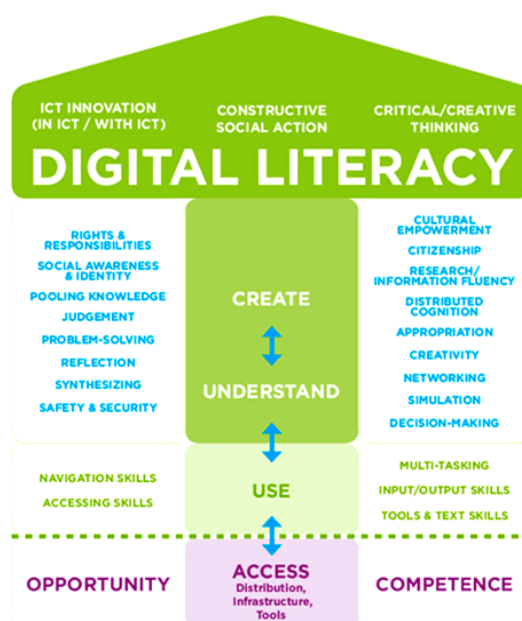 ICT INNOVATION
(IN ICT / WITH ICT)
CONSTRUCTIVE
SOCIAL ACTION
CRITICAL/CREATIVE
THINKING
DIGITAL LITERACY
RIGHTS &
RESPONSIBILITIES
SOCIAL AWARENESS
& IDENTITY
POOLING KNOWLEDGE
JUDGEMENT
PROBLEM-SOLVING
REFLECTION
SYNTHESIZING
SAFETY & SECURITY
CREATE
UNDERSTAND
CULTURAL
EMPOWERMENT
CITIZENSHIP
RESEARCH/
INFORMATION FLUENCY
DISTRIBUTED
COGNITION
APPROPRIATION
CREATIVITY
NETWORKING
SIMULATION
DECISION-MAKING
NAVIGATION SKILLS
ACCESSING SKILLS
USE
MULTI-TASKING
INPUT/OUTPUT SKILLS
TOOLS & TEXT SKILLS
OPPORTUNITY
ACCESS
Distribution,
Infrastructure,
Tools
COMPETENCE